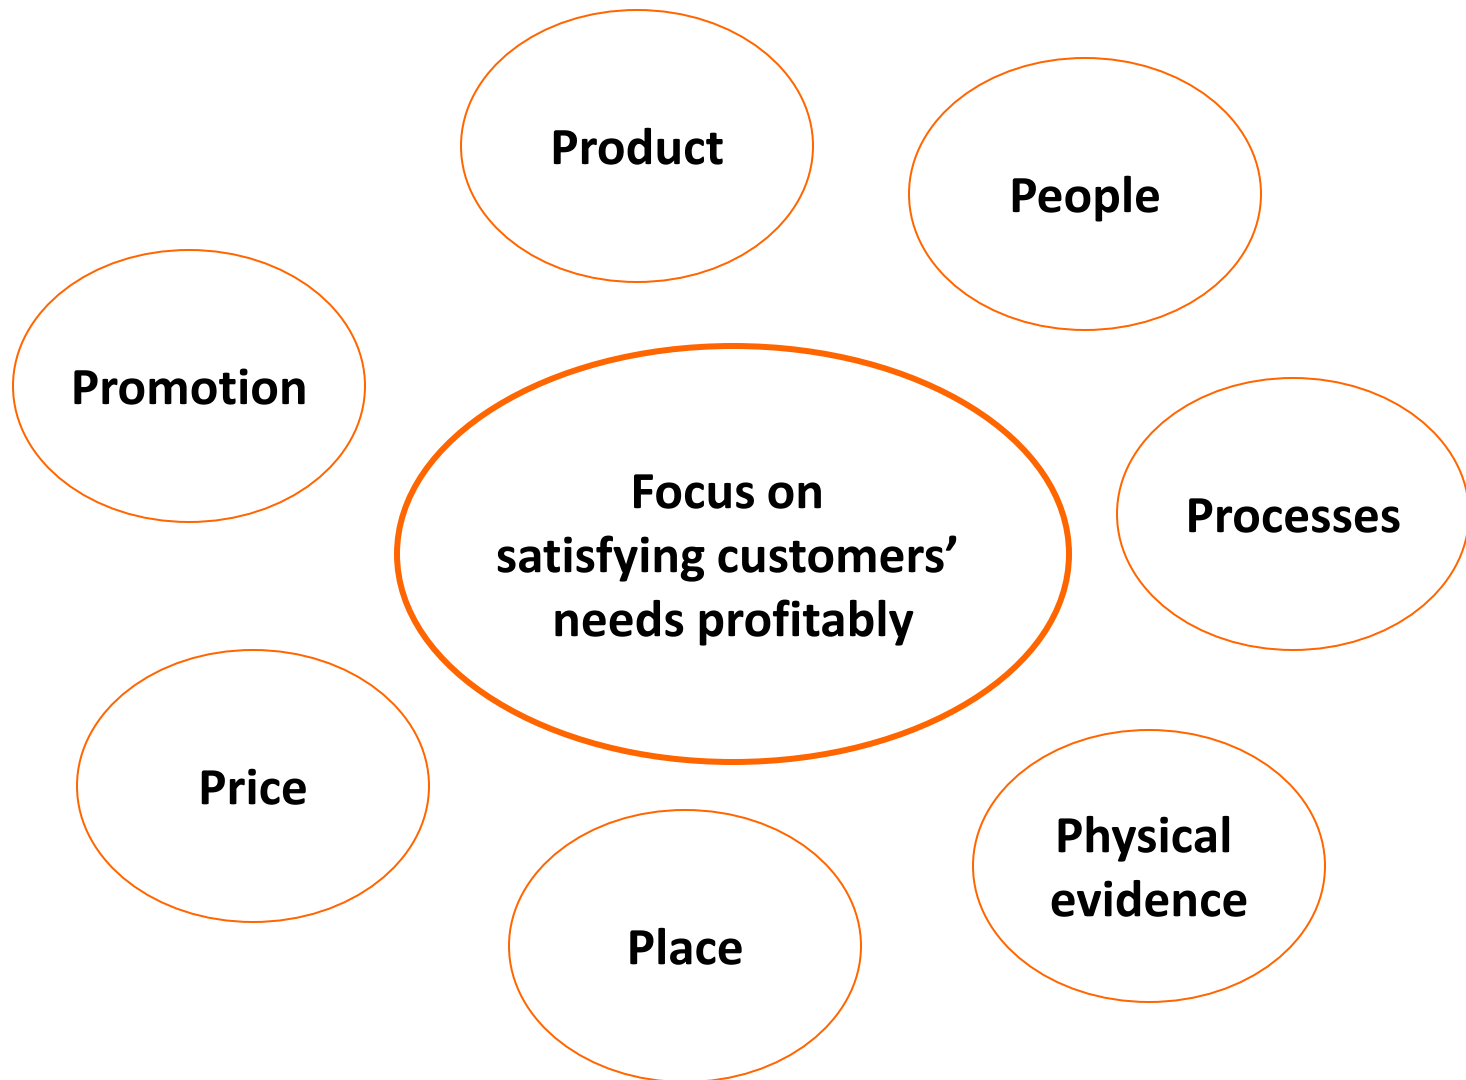 Product
People
Promotion
Focus on
satisfying customers’
needs profitably
Processes
Price
Physical
evidence
Place